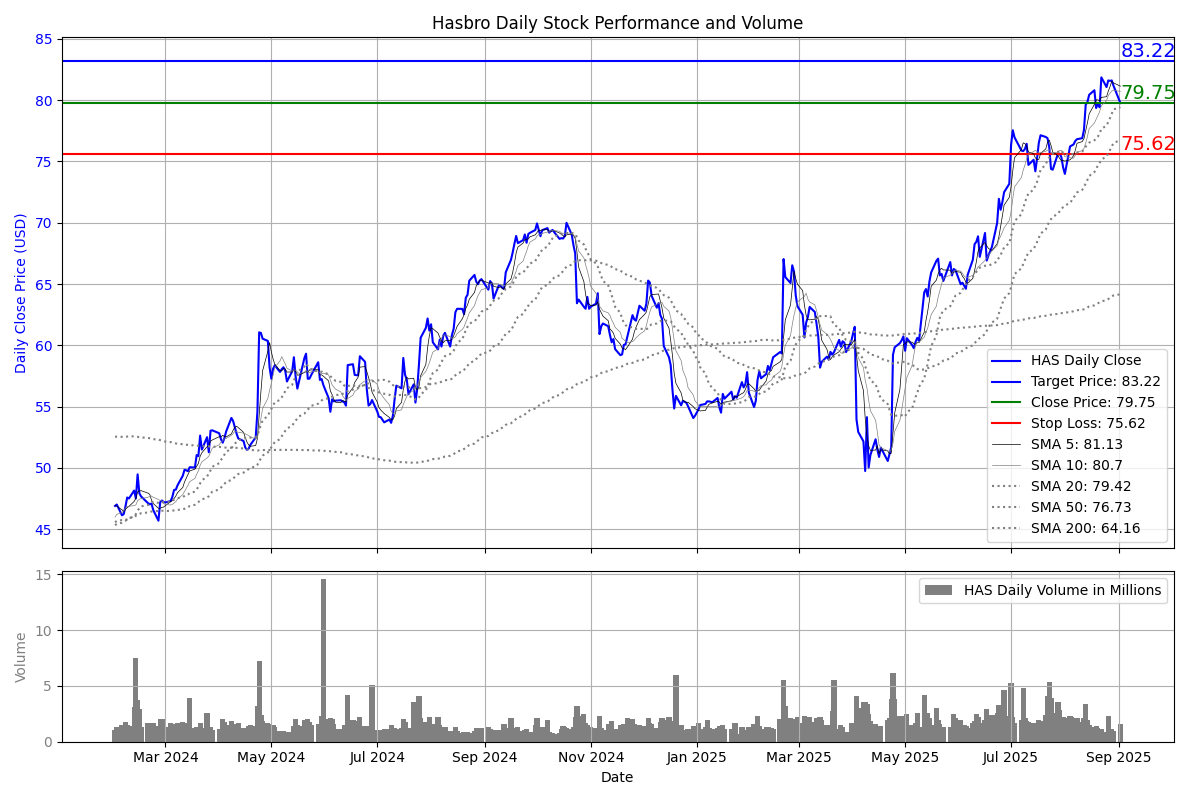 Hasbro Daily Stock Performance and Volume
85
80
75
70
65
60
55
50
45
Daily Close Price (USD)
83.22
79.75
75.62
HAS Daily Close
Target Price: 83.22
Close Price: 79.75
Stop Loss: 75.62
SMA 5: 81.13
SMA 10: 80.7
SMA 20: 79.42
SMA 50: 76.73
SMA 200: 64.16
15
10
5
0
Volume
HAS Daily Volume in Millions
Mar 2024 May 2024 Jul 2024 Sep 2024 Nov 2024 Jan 2025 Mar 2025 May 2025 Jul 2025 Sep 2025
Date